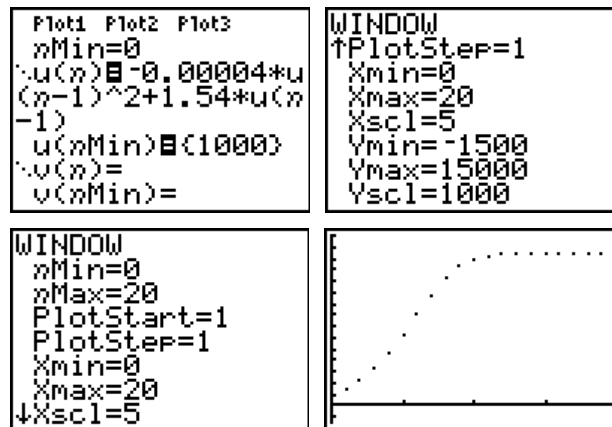 Plot1 Plot2 Plot3
nMin=0
u(n)=-0.00004*u
(n-1)^2+1.54*u(n
-1)
u(nMin)={1000}
v(n)=
v(nMin)=
WINDOW
↑PlotStep=1
Xmin=0
Xmax=20
Xscl=5
Ymin=-1500
Ymax=15000
Yscl=1000
WINDOW
nMin=0
nMax=20
PlotStart=1
PlotStep=1
Xmin=0
Xmax=20
↓Xscl=5